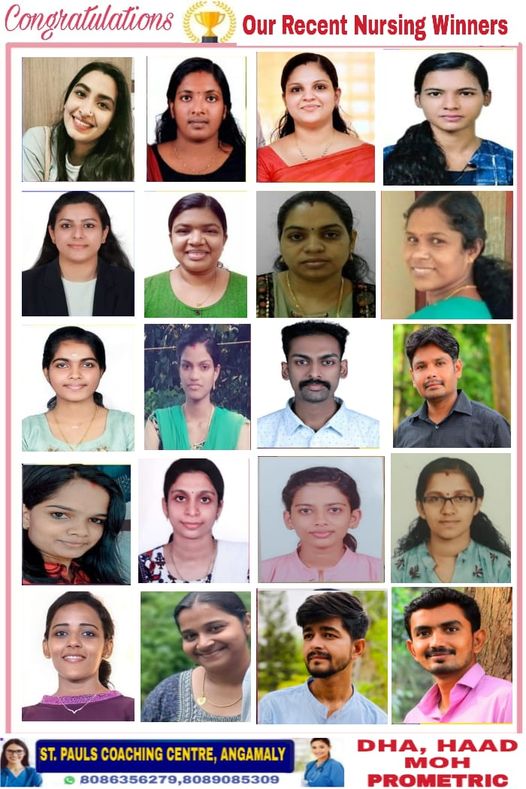 Congratulations Our Recent Nursing Winners
ST. PAULS COACHING CENTRE, ANGAMALY
8086356279,8089085309
DHA, HAAD
MOH
PROMETRIC